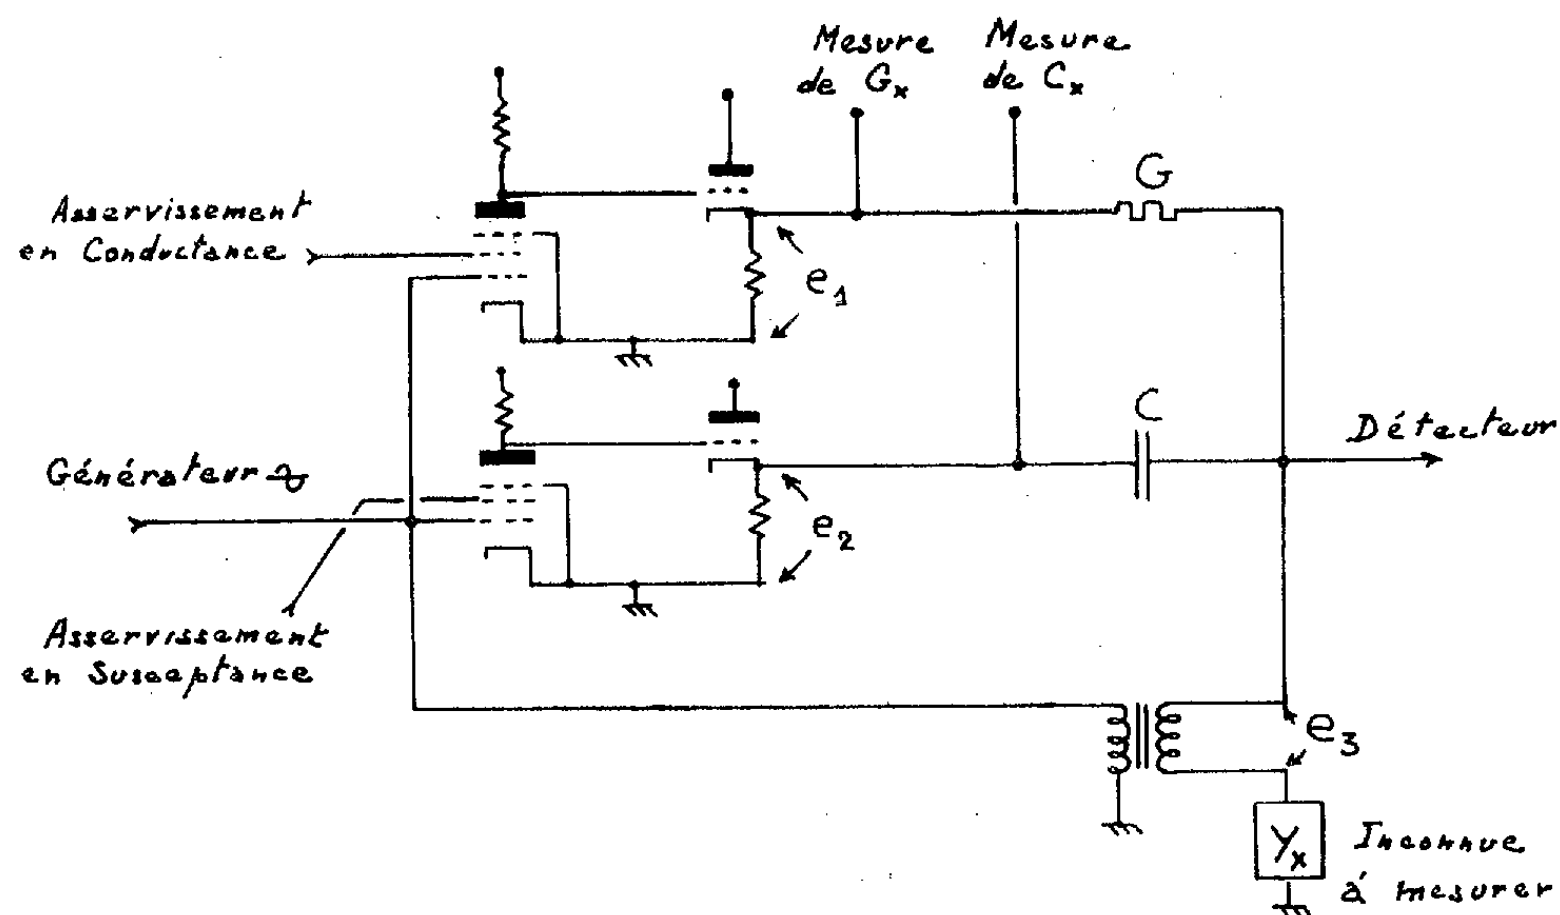 Mesure
de Gx
Mesure
de Cx
G
Asservissement
en Conductance
e1
C
Détecteur
Générateur
e2
Asservissement
en Susceptance
e3
Yx
Inconnue
à mesurer